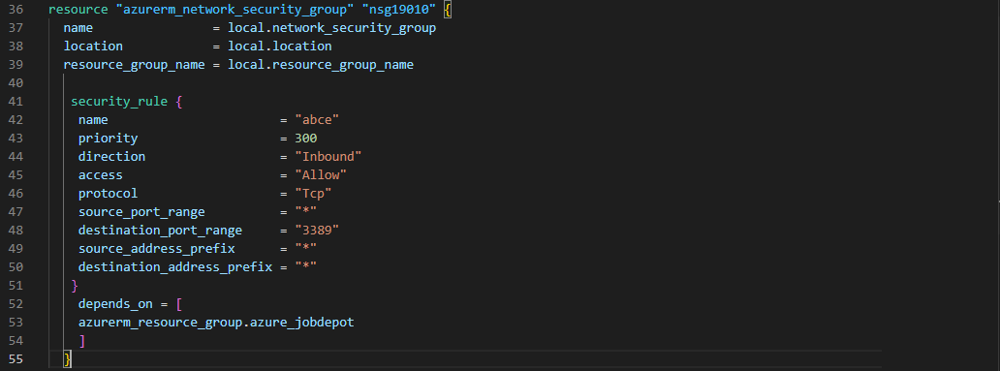 36 resource "azurerm_network_security_group" "nsg19010" {
37 name = local.network_security_group
38 location = local.location
39 resource_group_name = local.resource_group_name
40
41 security_rule {
42 name = "abce"
43 priority = 300
44 direction = "Inbound"
45 access = "Allow"
46 protocol = "Tcp"
47 source_port_range = "*"
48 destination_port_range = "3389"
49 source_address_prefix = "*"
50 destination_address_prefix = "*"
51 }
52 depends_on = [
53 azurerm_resource_group.azure_jobdepot
54 ]
55 }